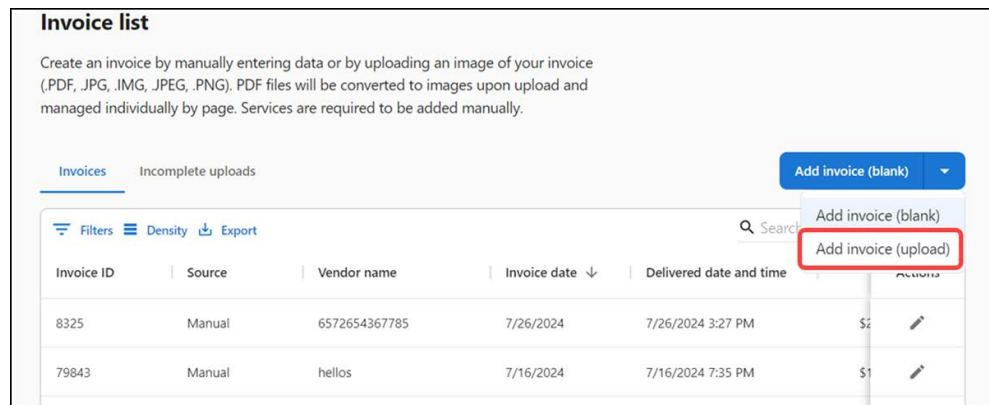 Invoice list
Create an invoice by manually entering data or by uploading an image of your invoice
(.PDF, .JPG, .IMG, .JPEG, .PNG). PDF files will be converted to images upon upload and
managed individually by page. Services are required to be added manually.
Invoices Incomplete uploads Add invoice (blank)
Add invoice (blank)
Filters Density Export Search
Add invoice (upload)
Invoice ID Source Vendor name Invoice date Delivered date and time Actions
8325 Manual 6572654367785 7/26/2024 7/26/2024 3:27 PM
79843 Manual hellos 7/16/2024 7/16/2024 7:35 PM